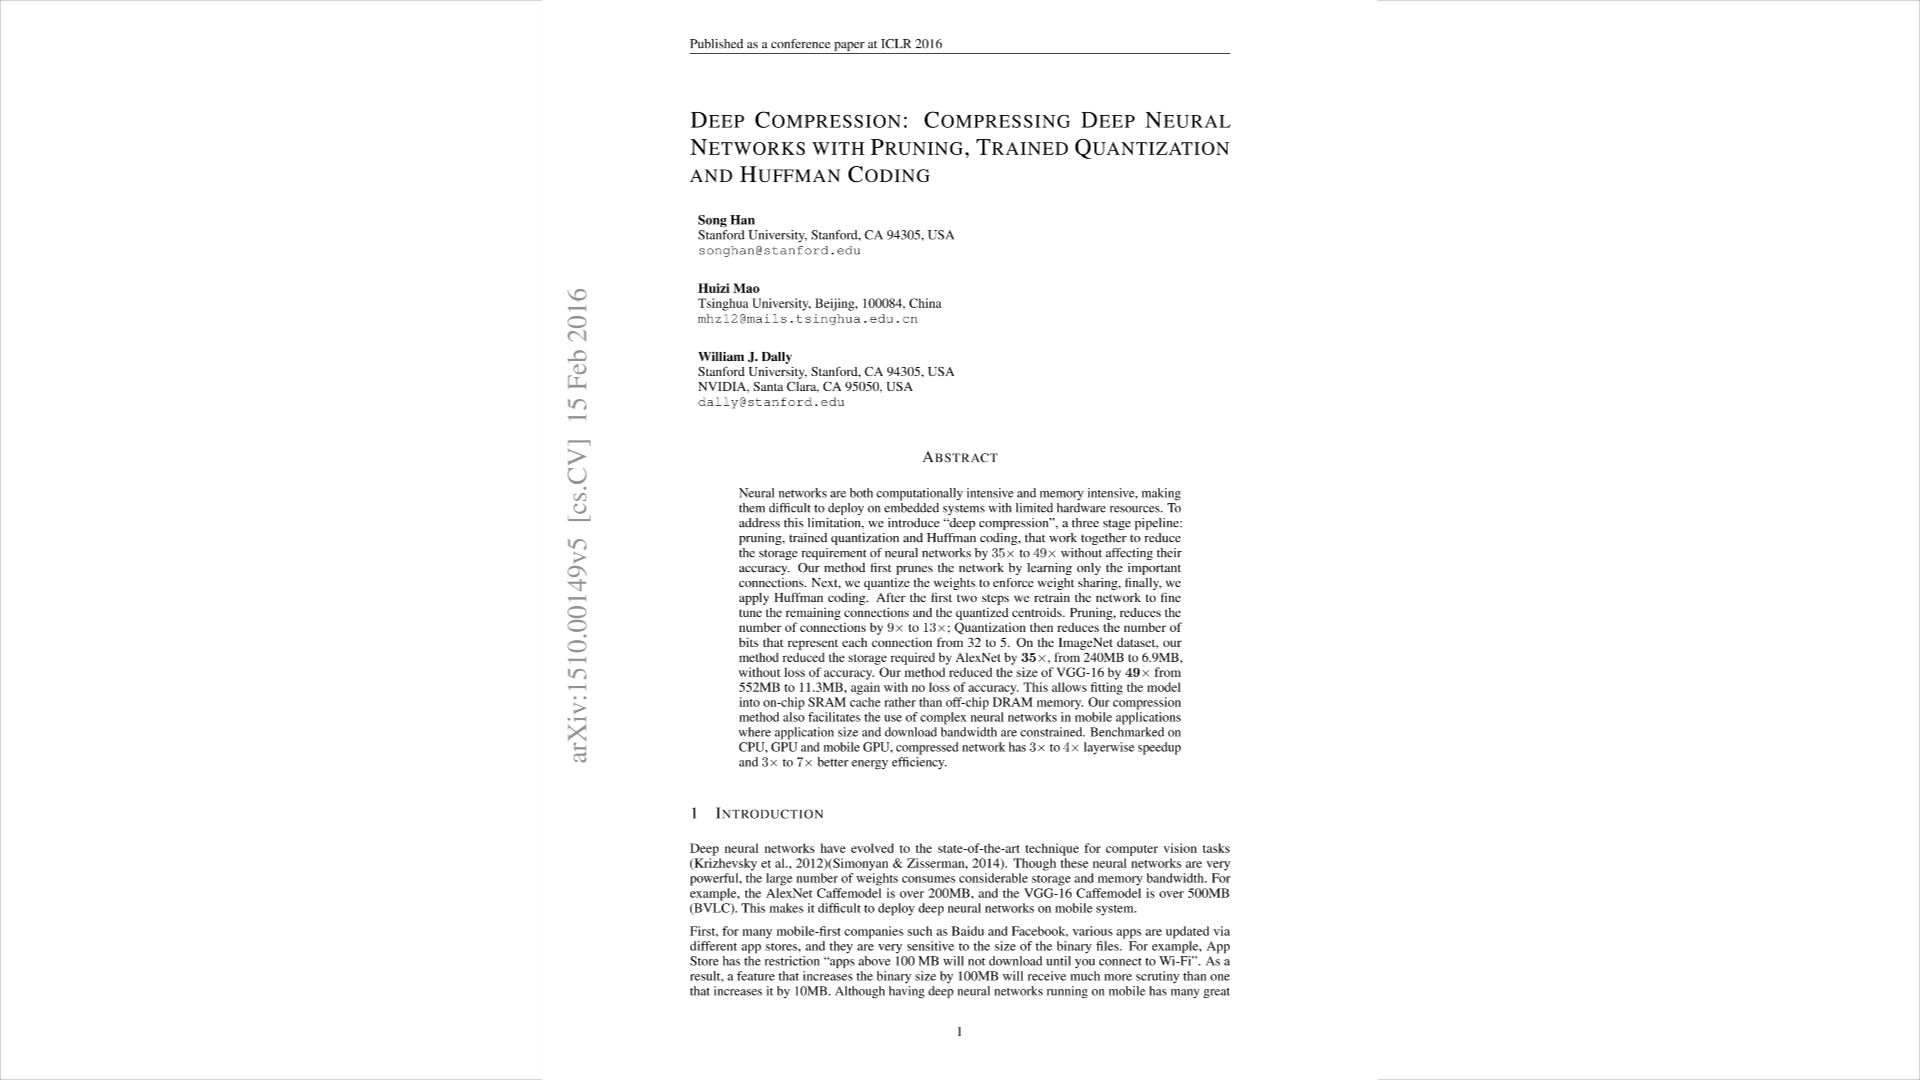 Published as a conference paper at ICLR 2016
DEEP COMPRESSION: COMPRESSING DEEP NEURAL
NETWORKS WITH PRUNING, TRAINED QUANTIZATION
AND HUFFMAN CODING
Song Han
Stanford University, Stanford, CA 94305, USA
songhan@stanford.edu
Huizi Mao
Tsinghua University, Beijing, 100084, China
mhz12@mails.tsinghua.edu.cn
William J. Dally
Stanford University, Stanford, CA 94305, USA
NVIDIA, Santa Clara, CA 95050, USA
dally@stanford.edu
arXiv:1510.00149v5 [cs.CV] 15 Feb 2016
ABSTRACT
Neural networks are both computationally intensive and memory intensive, making
them difficult to deploy on embedded systems with limited hardware resources. To
address this limitation, we introduce “deep compression”, a three stage pipeline:
pruning, trained quantization and Huffman coding, that work together to reduce
the storage requirement of neural networks by 35× to 49× without affecting their
accuracy. Our method first prunes the network by learning only the important
connections. Next, we quantize the weights to enforce weight sharing, finally, we
apply Huffman coding. After the first two steps we retrain the network to fine
tune the remaining connections and the quantized centroids. Pruning, reduces the
number of connections by 9× to 13×; Quantization then reduces the number of
bits that represent each connection from 32 to 5. On the ImageNet dataset, our
method reduced the storage required by AlexNet by 35×, from 240MB to 6.9MB,
without loss of accuracy. Our method reduced the size of VGG-16 by 49× from
552MB to 11.3MB, again with no loss of accuracy. This allows fitting the model
into on-chip SRAM cache rather than off-chip DRAM memory. Our compression
method also facilitates the use of complex neural networks in mobile applications
where application size and download bandwidth are constrained. Benchmarked on
CPU, GPU and mobile GPU, compressed network has 3× to 4× layerwise speedup
and 3× to 7× better energy efficiency.
1 INTRODUCTION
Deep neural networks have evolved to the state-of-the-art technique for computer vision tasks
(Krizhevsky et al., 2012)(Simonyan & Zisserman, 2014). Though these neural networks are very
powerful, the large number of weights consumes considerable storage and memory bandwidth. For
example, the AlexNet Caffemodel is over 200MB, and the VGG-16 Caffemodel is over 500MB
(BVLC). This makes it difficult to deploy deep neural networks on mobile system.
First, for many mobile-first companies such as Baidu and Facebook, various apps are updated via
different app stores, and they are very sensitive to the size of the binary files. For example, App
Store has the restriction “apps above 100 MB will not download until you connect to Wi-Fi”. As a
result, a feature that increases the binary size by 100MB will receive much more scrutiny than one
that increases it by 10MB. Although having deep neural networks running on mobile has many great
1